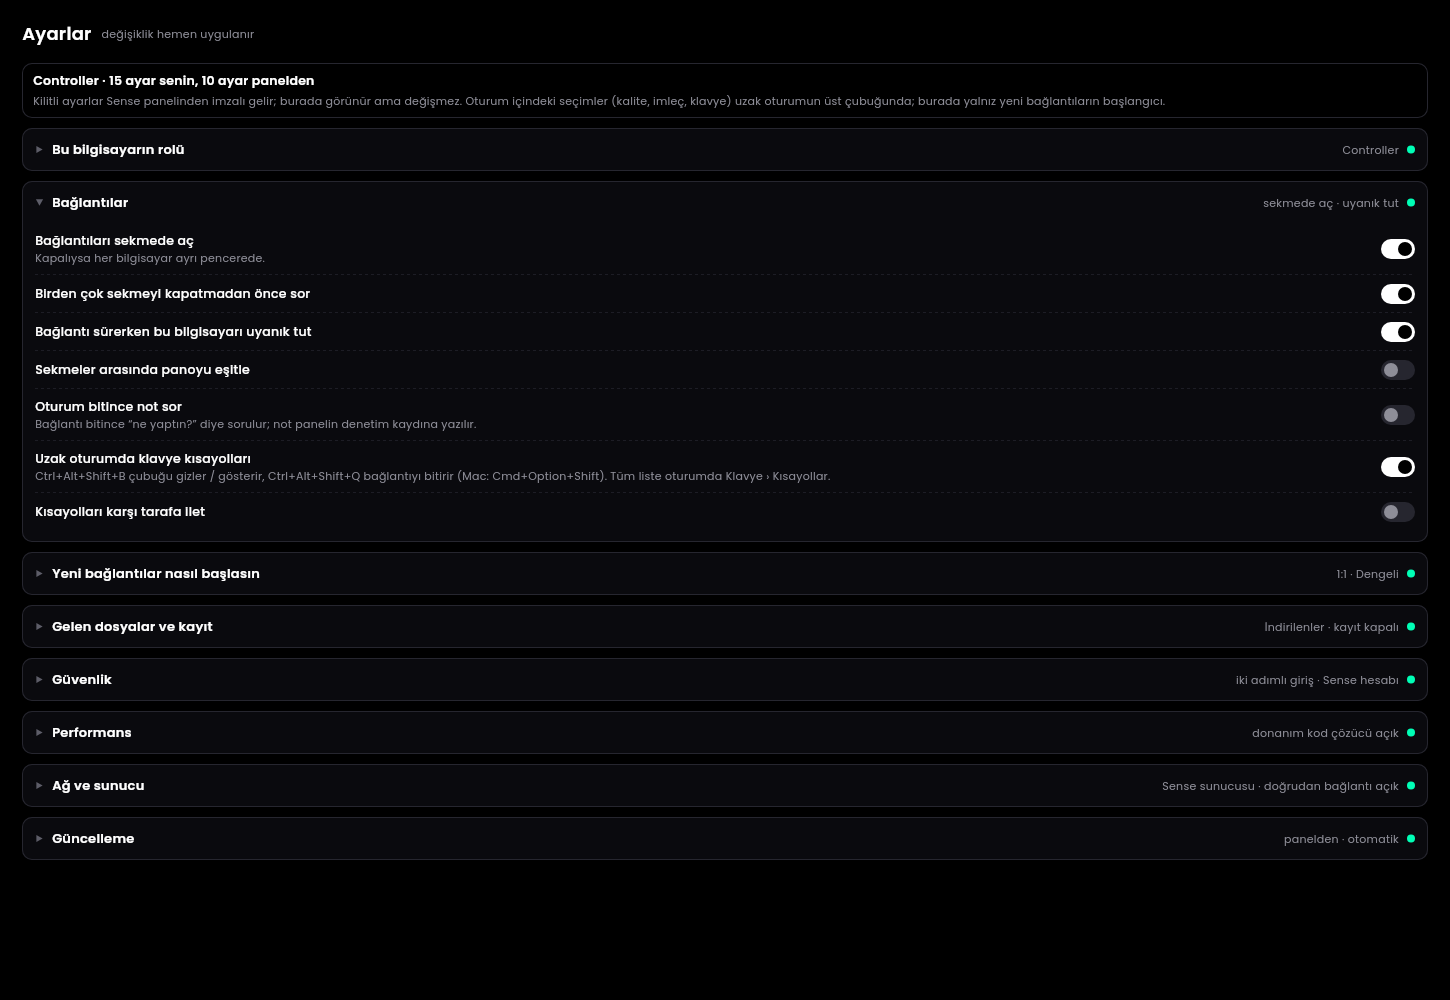 Ayarlar değişiklik hemen uygulanır
Controller · 15 ayar senin, 10 ayar panelden
Kilitli ayarlar Sense panelinden imzalı gelir; burada görünür ama değişmez. Oturum içindeki seçimler (kalite, imleç, klavye) uzak oturumun üst çubuğunda; burada yalnız yeni bağlantıların başlangıcı.
Bu bilgisayarın rolü Controller
Bağlantılar sekmede aç · uyanık tut
Bağlantıları sekmede aç
Kapalıysa her bilgisayar ayrı pencerede.
Birden çok sekmeyi kapatmadan önce sor
Bağlantı sürerken bu bilgisayarı uyanık tut
Sekmeler arasında panoyu eşitle
Oturum bitince not sor
Bağlantı bitince “ne yaptın?” diye sorulur; not panelin denetim kaydına yazılır.
Uzak oturumda klavye kısayolları
Ctrl+Alt+Shift+B çubuğu gizler / gösterir, Ctrl+Alt+Shift+Q bağlantıyı bitirir (Mac: Cmd+Option+Shift). Tüm liste oturumda Klavye › Kısayollar.
Kısayolları karşı tarafa ilet
Yeni bağlantılar nasıl başlasın 1:1 · Dengeli
Gelen dosyalar ve kayıt İndirilenler · kayıt kapalı
Güvenlik iki adımlı giriş · Sense hesabı
Performans donanım kod çözücü açık
Ağ ve sunucu Sense sunucusu · doğrudan bağlantı açık
Güncelleme panelden · otomatik